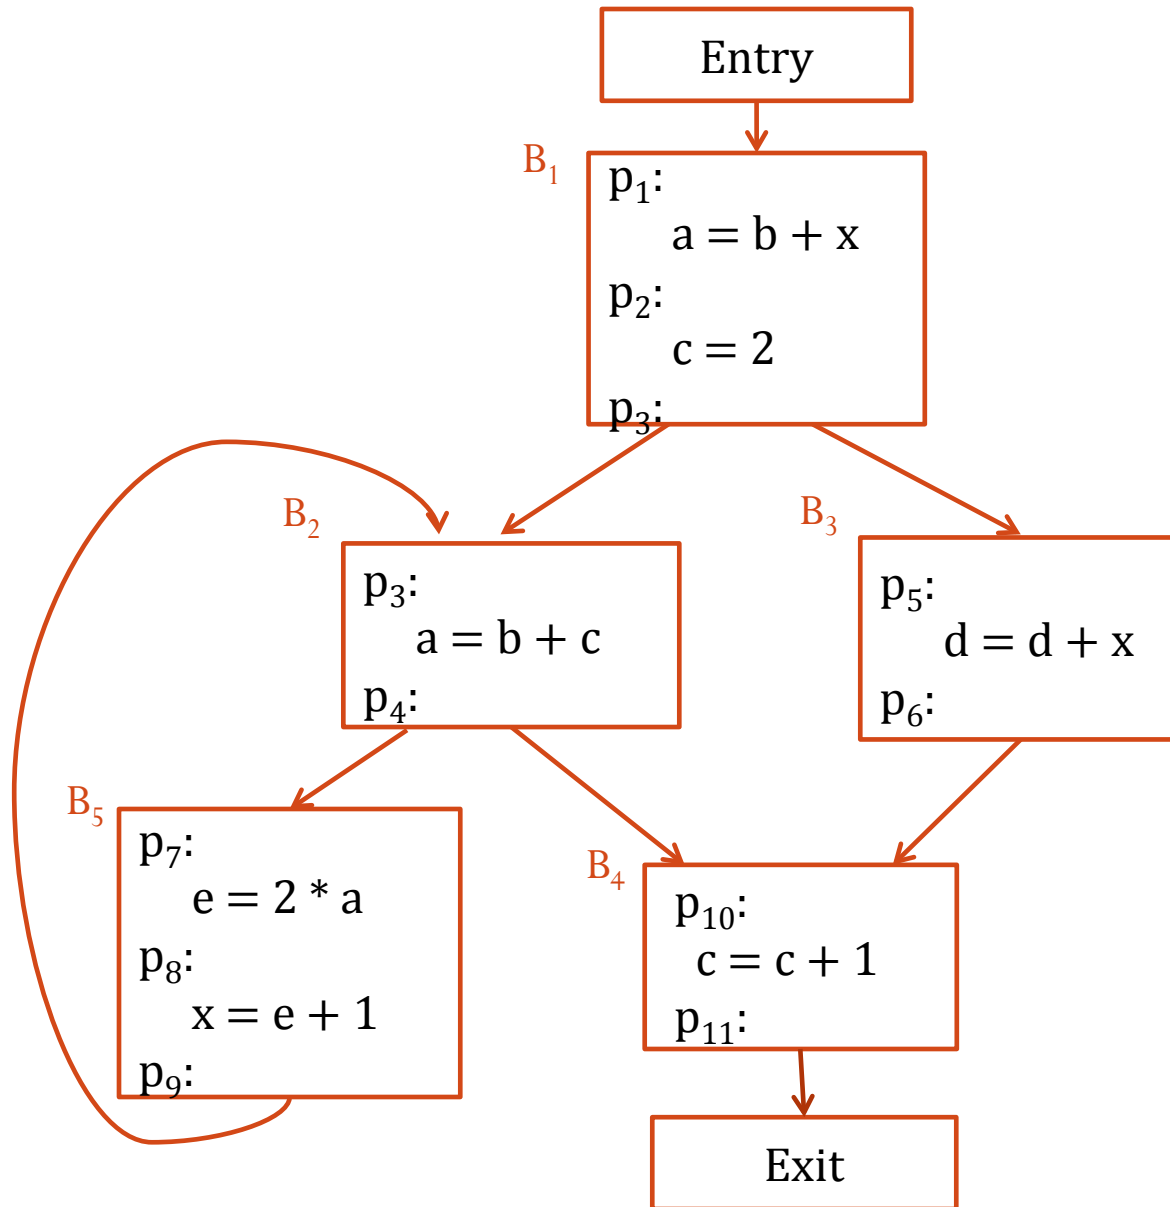 Entry
B₁
p₁:
a = b + x
p₂:
c = 2
p₃:
B₂
p₃:
a = b + c
p₄:
B₃
p₅:
d = d + x
p₆:
B₅
p₇:
e = 2 * a
p₈:
x = e + 1
p₉:
B₄
p₁₀:
c = c + 1
p₁₁:
Exit